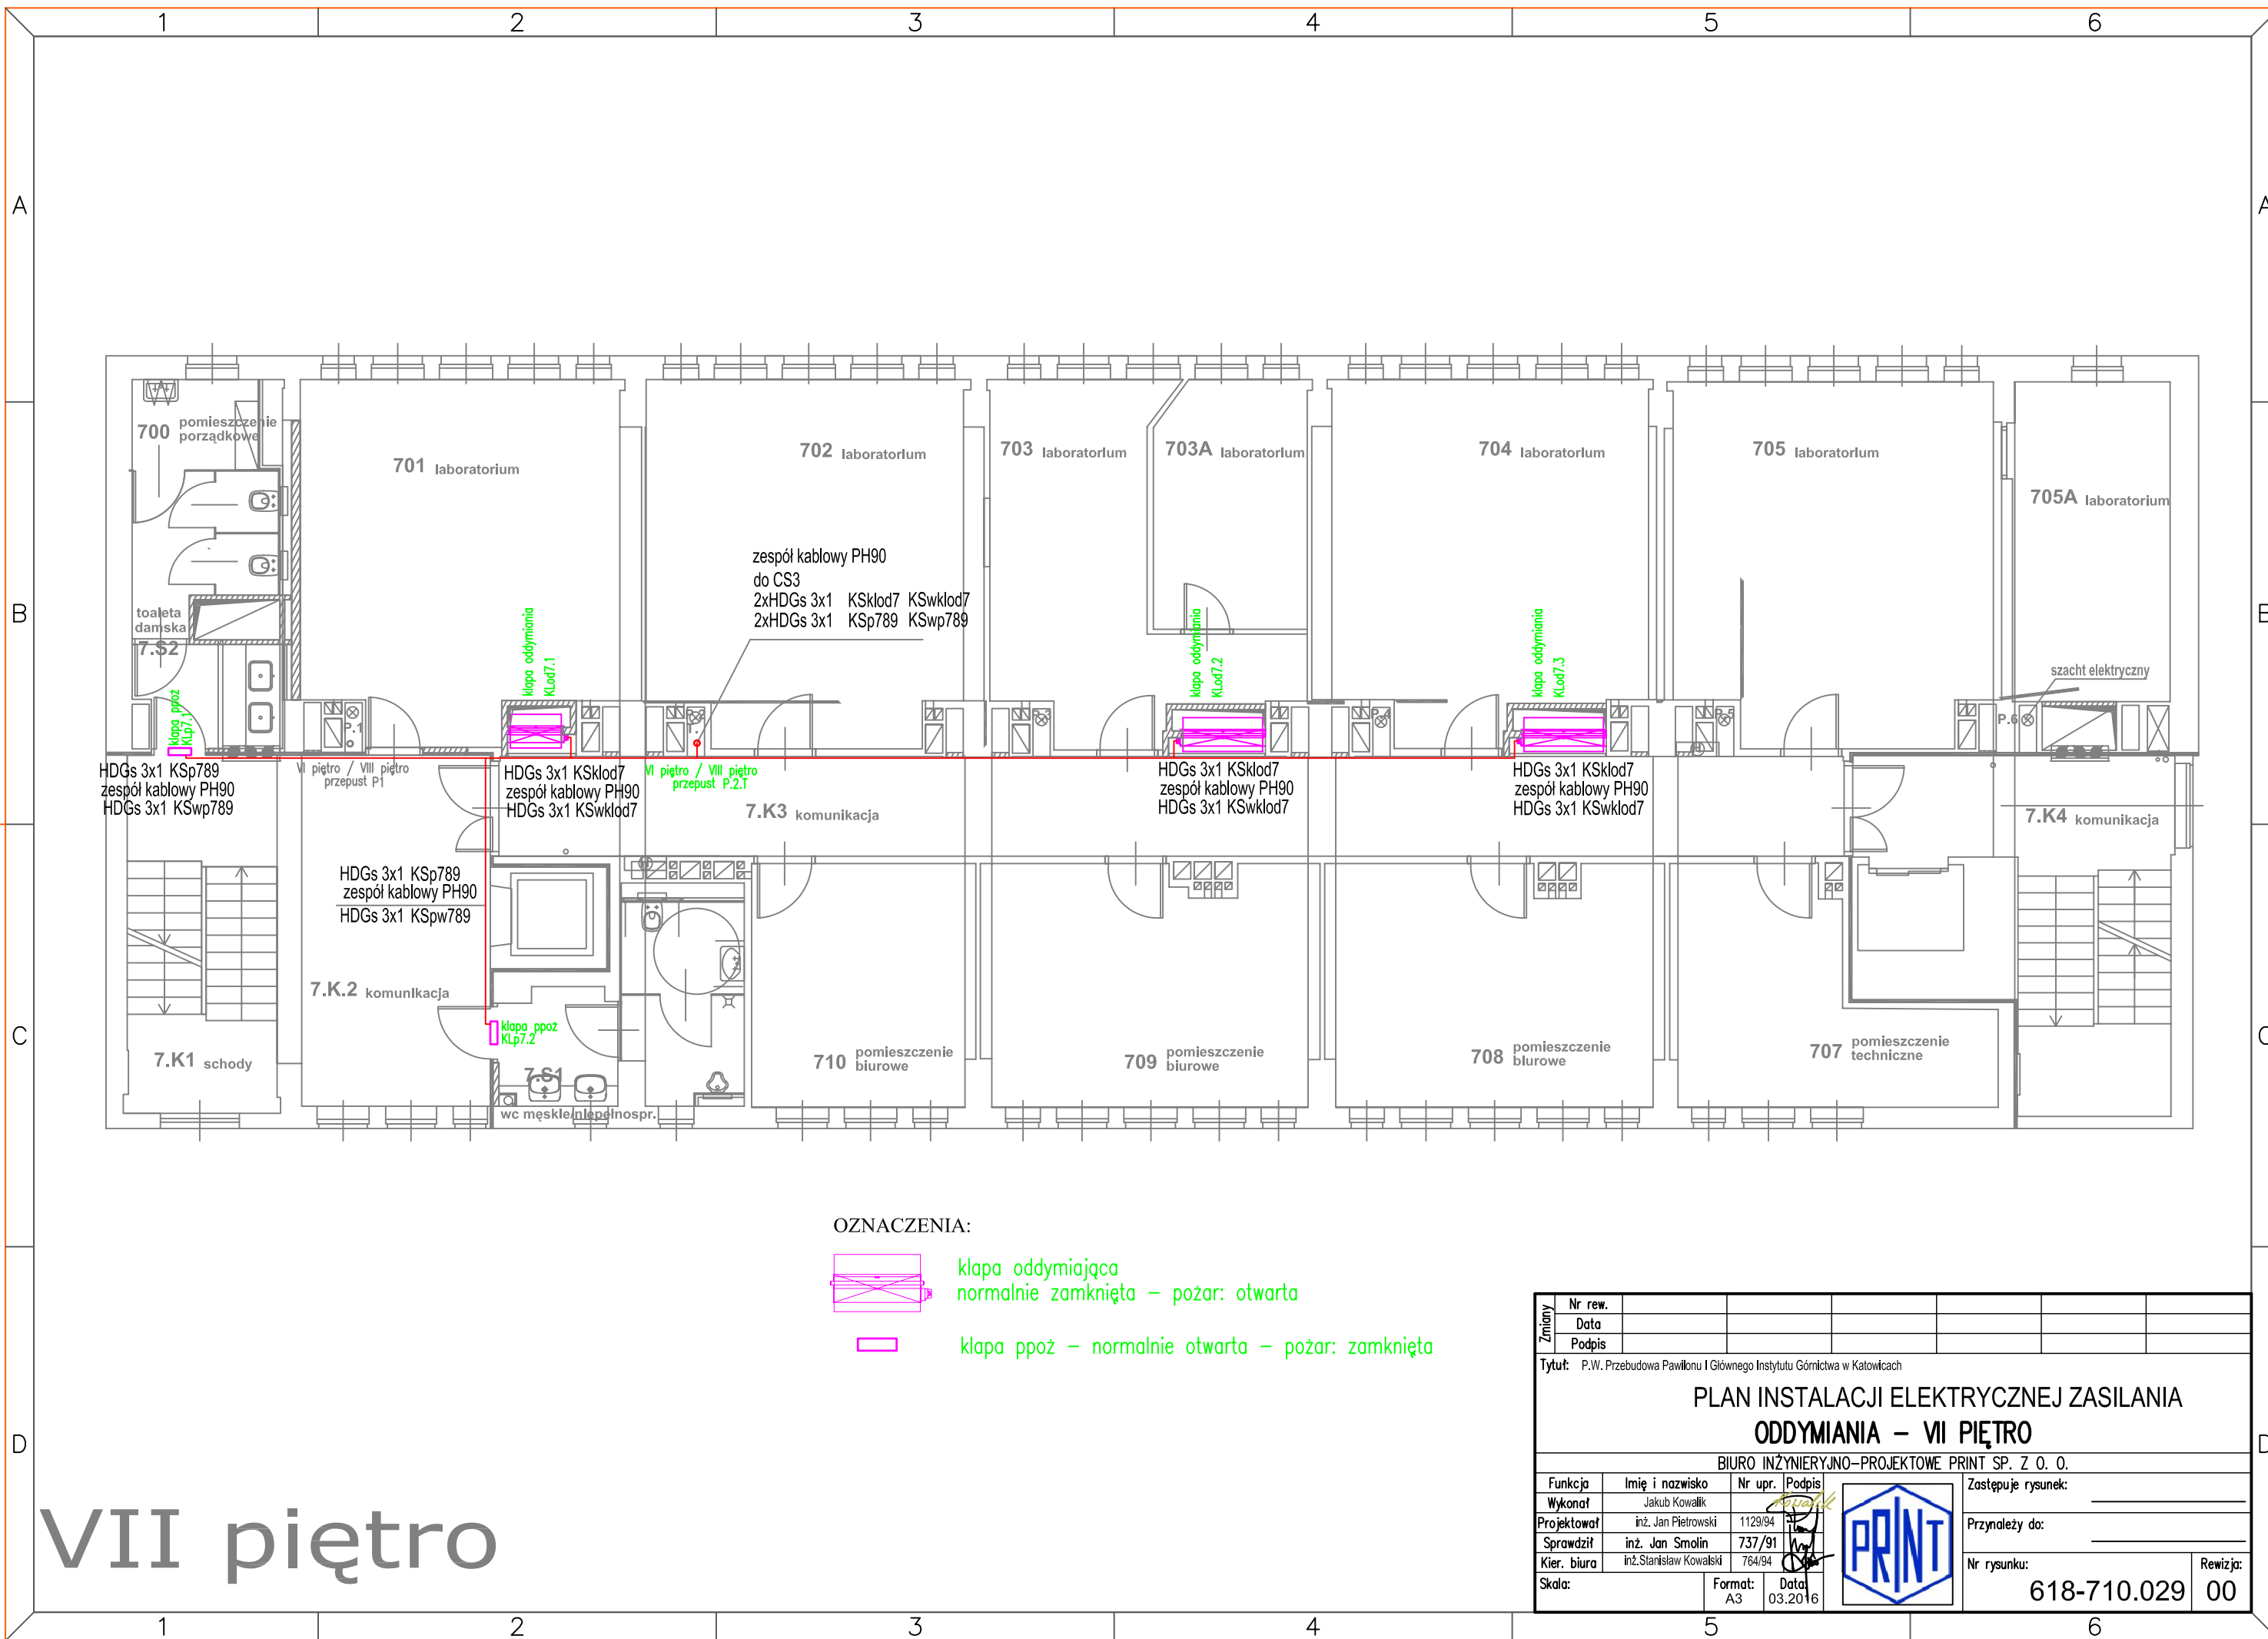 1 2 3 4 5 6
A A
700 pomieszczenie
porządkowe
701 laboratorium
702 laboratorium
703 laboratorium
703A laboratorium
704 laboratorium
705 laboratorium
705A laboratorium
zespół kablowy PH90
do CS3
2xHDGs 3x1 KSklod7 KSwklod7
2xHDGs 3x1 KSp789 KSwp789
B B
toaleta
damska
7.S2
klapa oddymiania
KLod7.1
klapa oddymiania
KLod7.2
klapa oddymiania
KLod7.3
szacht elektryczny
klapa ppoż
KLp7.1
P.1
P.4
P.5
P.6
HDGs 3x1 KSp789
zespół kablowy PH90
HDGs 3x1 KSwp789
VI piętro / VIII piętro
przepust P1
HDGs 3x1 KSklod7
zespół kablowy PH90
HDGs 3x1 KSwklod7
VI piętro / VIII piętro
przepust P.2.T
7.K3 komunikacja
HDGs 3x1 KSklod7
zespół kablowy PH90
HDGs 3x1 KSwklod7
HDGs 3x1 KSklod7
zespół kablowy PH90
HDGs 3x1 KSwklod7
7.K4 komunikacja
HDGs 3x1 KSp789
zespół kablowy PH90
HDGs 3x1 KSpw789
7.K.2 komunikacja
C C
klapa ppoż
KLp7.2
7.K1 schody
7.S1
wc męskie/niepełnospr.
710 pomieszczenie
biurowe
709 pomieszczenie
biurowe
708 pomieszczenie
biurowe
707 pomieszczenie
techniczne
OZNACZENIA:
klapa oddymiająca
normalnie zamknięta – pożar: otwarta
klapa ppoż – normalnie otwarta – pożar: zamknięta
D D
VII piętro
Zmiany
Nr rew.
Data
Podpis
Tytuł: P.W. Przebudowa Pawilonu I Głównego Instytutu Górnictwa w Katowicach
PLAN INSTALACJI ELEKTRYCZNEJ ZASILANIA
ODDYMIANIA – VII PIĘTRO
BIURO INŻYNIERYJNO–PROJEKTOWE PRINT SP. Z O. O.
Funkcja Imię i nazwisko Nr upr. Podpis
Wykonał Jakub Kowalik Kowalik
Projektował inż. Jan Pietrowski 1129/94
Sprawdził inż. Jan Smolin 737/91
Kier. biura inż.Stanisław Kowalski 764/94
Skala: Format: A3 Data: 03.2016
PRINT
Zastępuje rysunek:
Przynależy do:
Nr rysunku: 618-710.029
Rewizja: 00
1 2 3 4 5 6